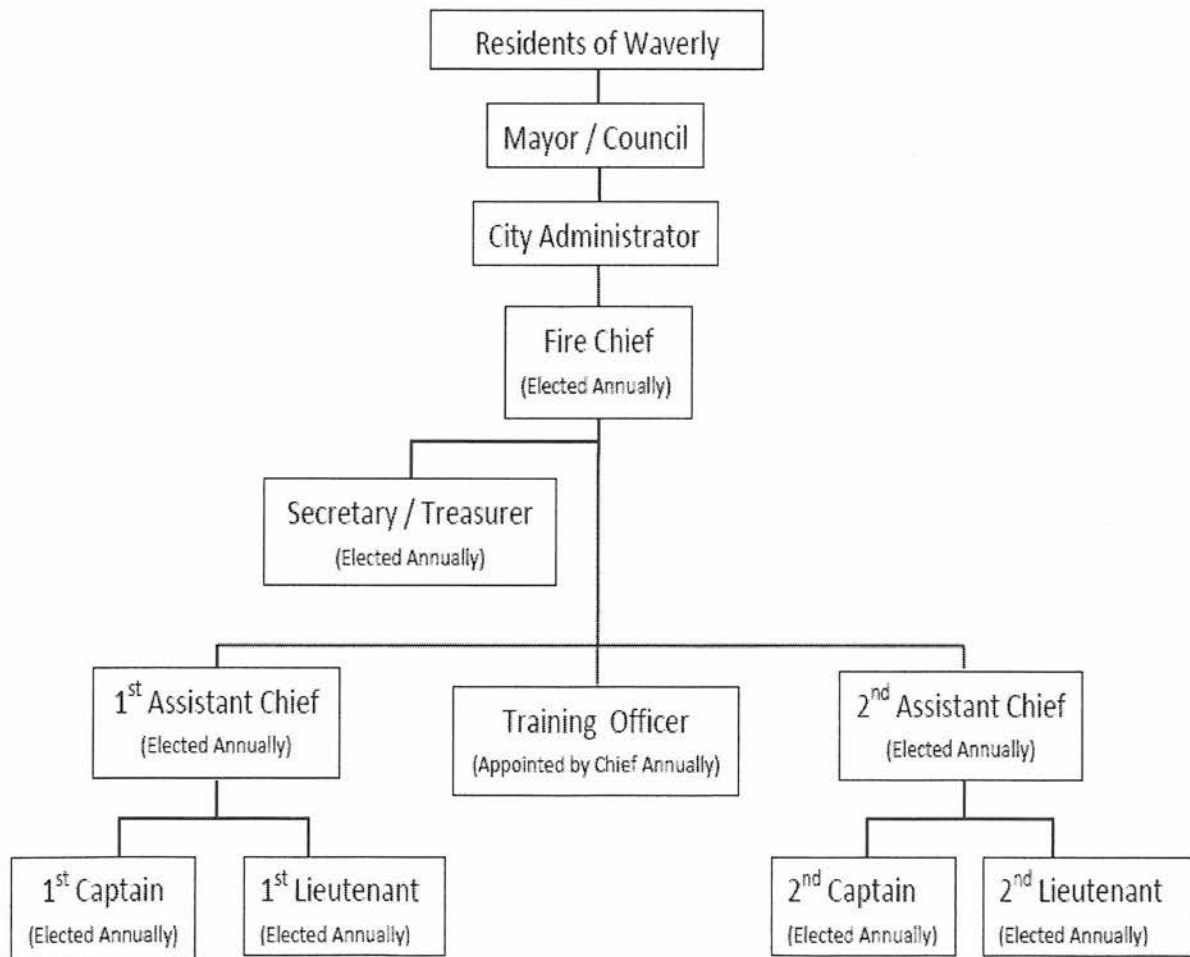 Residents of Waverly
Mayor / Council
City Administrator
Fire Chief
(Elected Annually)
Secretary / Treasurer
(Elected Annually)
1st Assistant Chief
(Elected Annually)
Training Officer
(Appointed by Chief Annually)
2nd Assistant Chief
(Elected Annually)
1st Captain
(Elected Annually)
1st Lieutenant
(Elected Annually)
2nd Captain
(Elected Annually)
2nd Lieutenant
(Elected Annually)